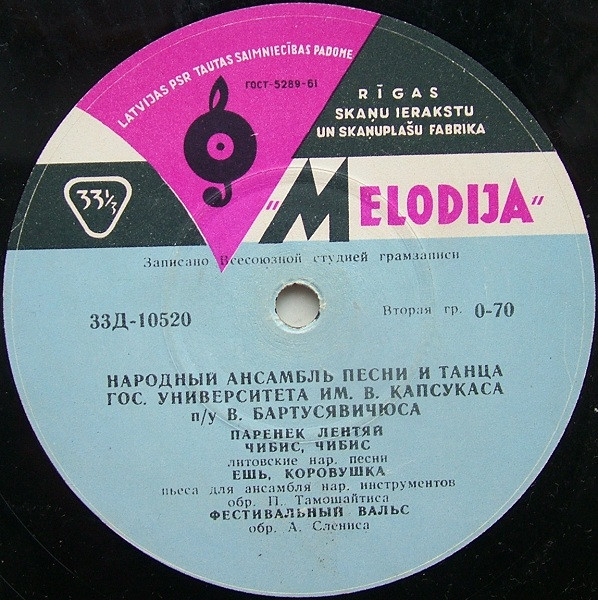 LATVIJAS PSR TAUTAS SAIMNIECĪBAS PADOME
ГОСТ-5289-61
RĪGAS
SKAŅU IERAKSTU
UN SKAŅUPLAŠU FABRIKA
33⅓
"MELODIJA"
Записано Всесоюзной студией грамзаписи
33Д-10520
Вторая гр. 0-70
НАРОДНЫЙ АНСАМБЛЬ ПЕСНИ И ТАНЦА
ГОС. УНИВЕРСИТЕТА ИМ. В. КАПСУКАСА
п/у В. БАРТУСЯВИЧЮСА
ПАРЕНЕК ЛЕНТЯЙ
ЧИБИС, ЧИБИС
литовские нар. песни
ЕШЬ, КОРОВУШКА
пьеса для ансамбля нар. инструментов
обр. П. Тамошайтиса
ФЕСТИВАЛЬНЫЙ ВАЛЬС
обр. А. Слениса